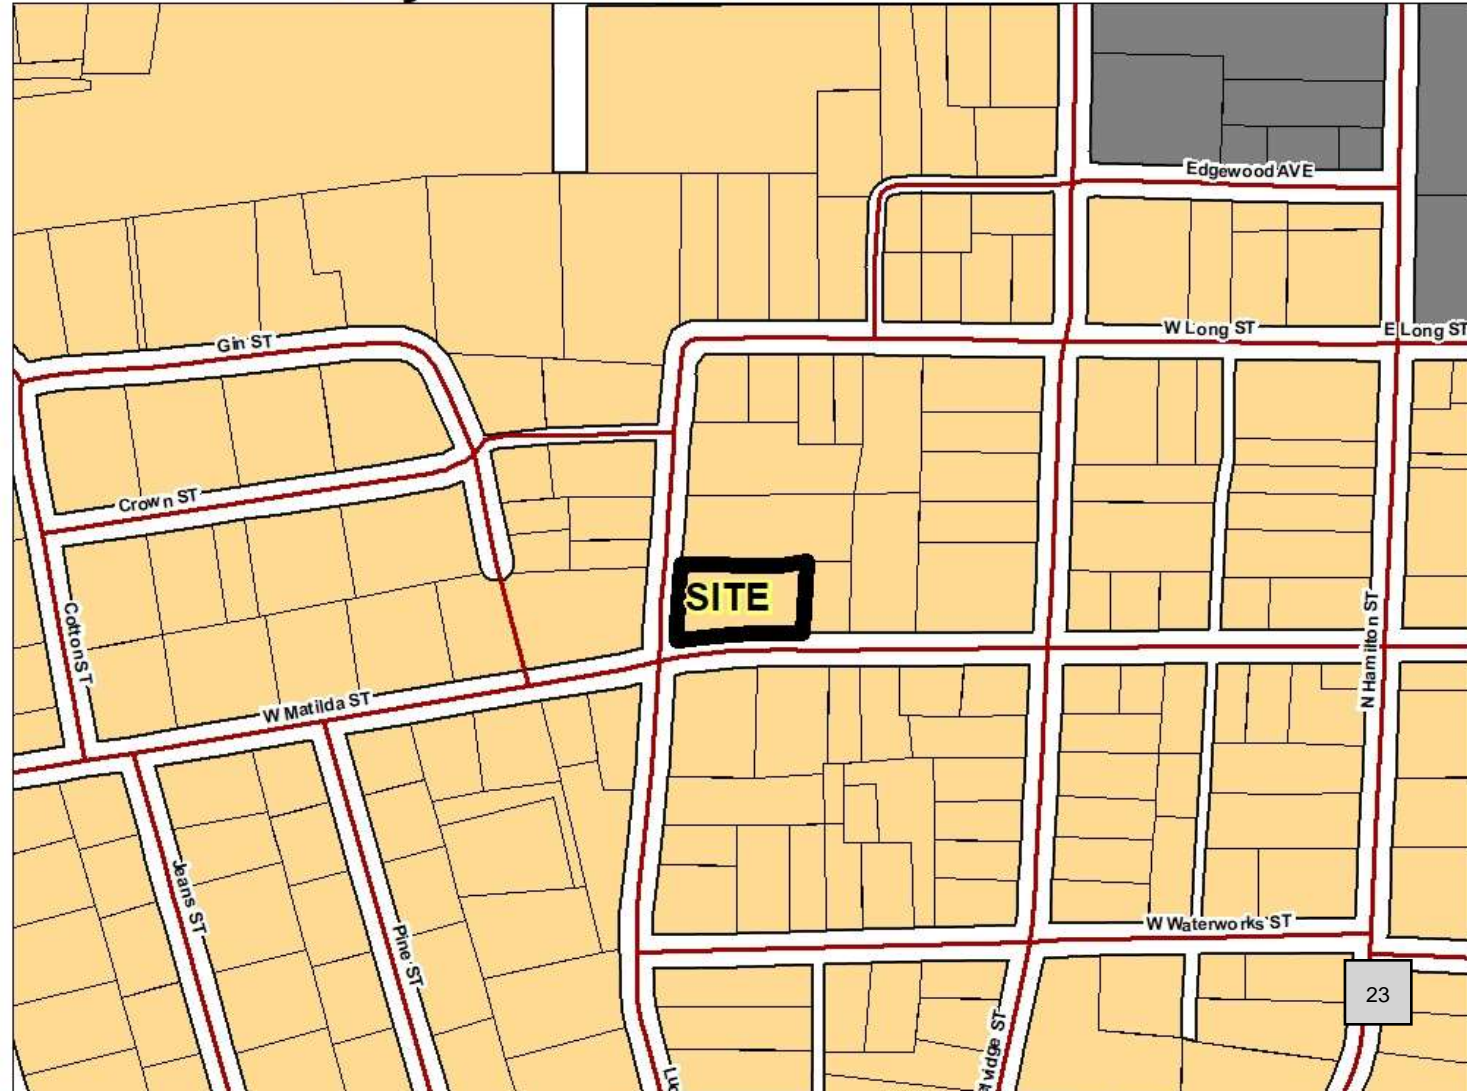 Edgewood AVE
W Long ST
E Long ST
Gin ST
Crown ST
SITE
Cotton ST
N Hamilton ST
W Matilda ST
Jeans ST
W Waterworks ST
Pine ST
23